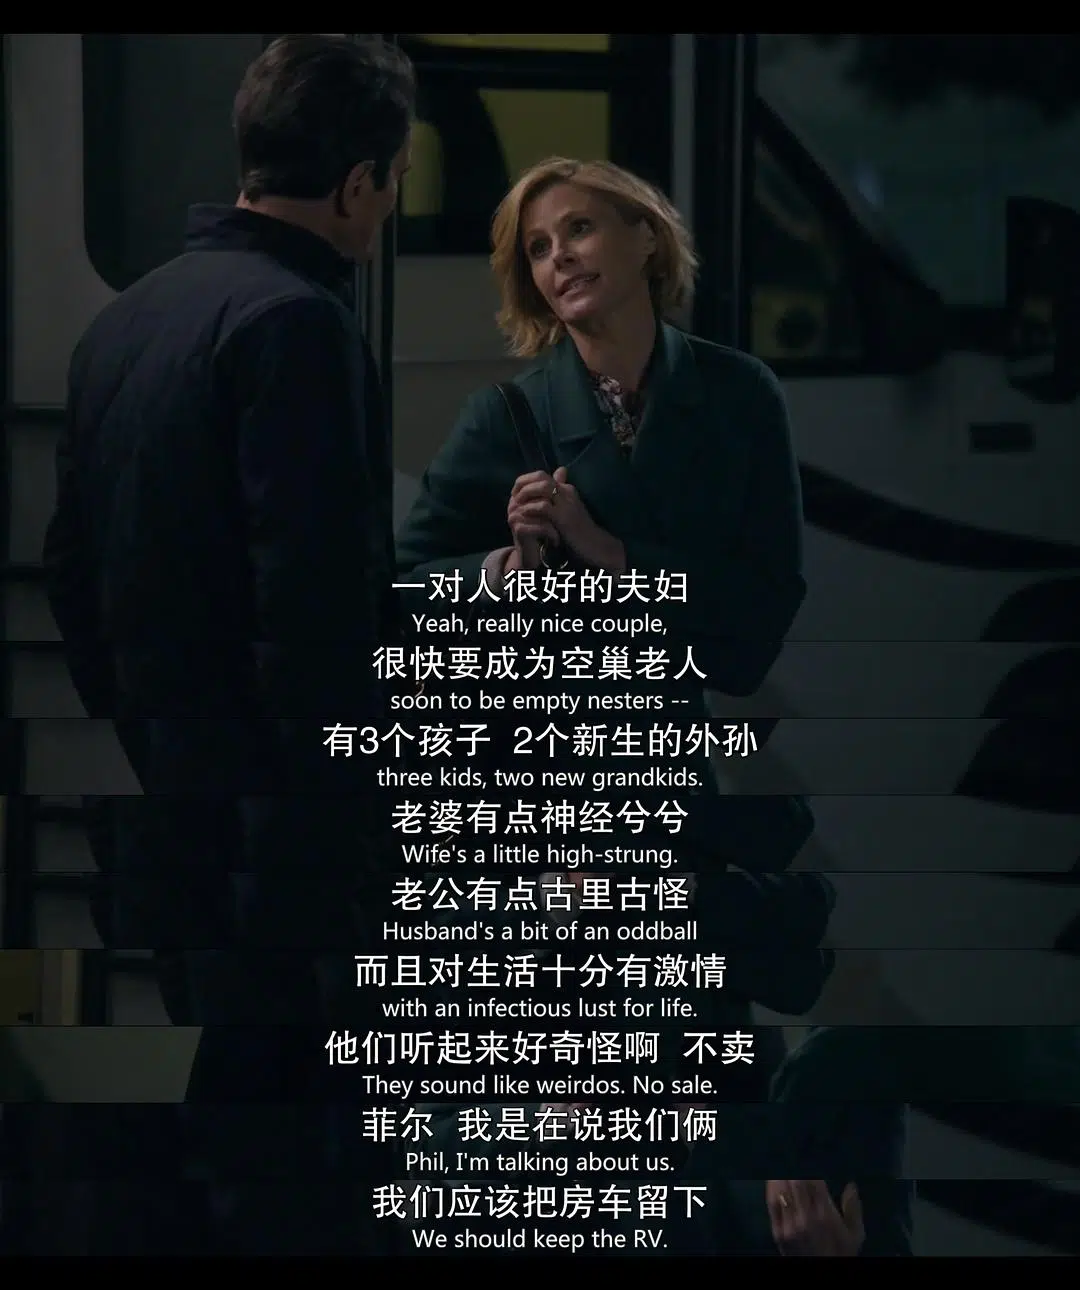 一对人很好的夫妇
Yeah, really nice couple,
很快要成为空巢老人
soon to be empty nesters --
有3个孩子 2个新生的外孙
three kids, two new grandkids.
老婆有点神经兮兮
Wife's a little high-strung.
老公有点古里古怪
Husband's a bit of an oddball
而且对生活十分有激情
with an infectious lust for life.
他们听起来好奇怪啊 不卖
They sound like weirdos. No sale.
菲尔 我是在说我们俩
Phil, I'm talking about us.
我们应该把房车留下
We should keep the RV.